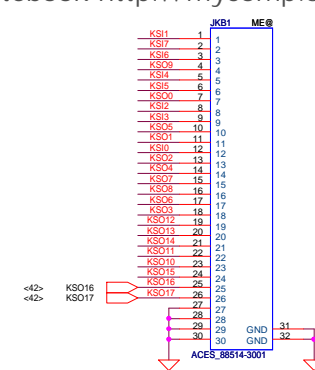 JKB1 ME@
KSI1 1 1
KSI7 2 2
KSI6 3 3
KSO9 4 4
KSI4 5 5
KSI5 6 6
KSO0 7 7
KSI2 8 8
KSI3 9 9
KSO5 10 10
KSO1 11 11
KSI0 12 12
KSO2 13 13
KSO4 14 14
KSO7 15 15
KSO8 16 16
KSO6 17 17
KSO3 18 18
KSO12 19 19
KSO13 20 20
KSO14 21 21
KSO11 22 22
KSO10 23 23
KSO15 24 24
<42> KSO16 KSO16 25 25
<42> KSO17 KSO17 26 26
27 27
28 28
29 29 GND 31
30 30 GND 32
ACES_88514-3001